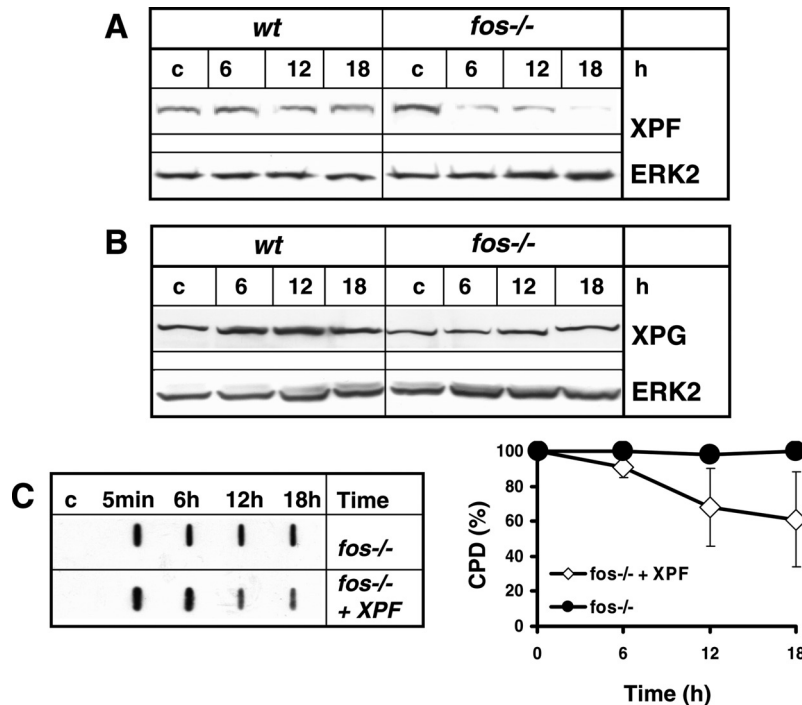 A
wt fos-/-
c 6 12 18 c 6 12 18 h
XPF
ERK2
B
wt fos-/-
c 6 12 18 c 6 12 18 h
XPG
ERK2
C
c 5min 6h 12h 18h Time
fos-/-
fos-/-
+ XPF
100
80
60
40
20
0
CPD (%)
fos-/- + XPF
fos-/-
0 6 12 18
Time (h)